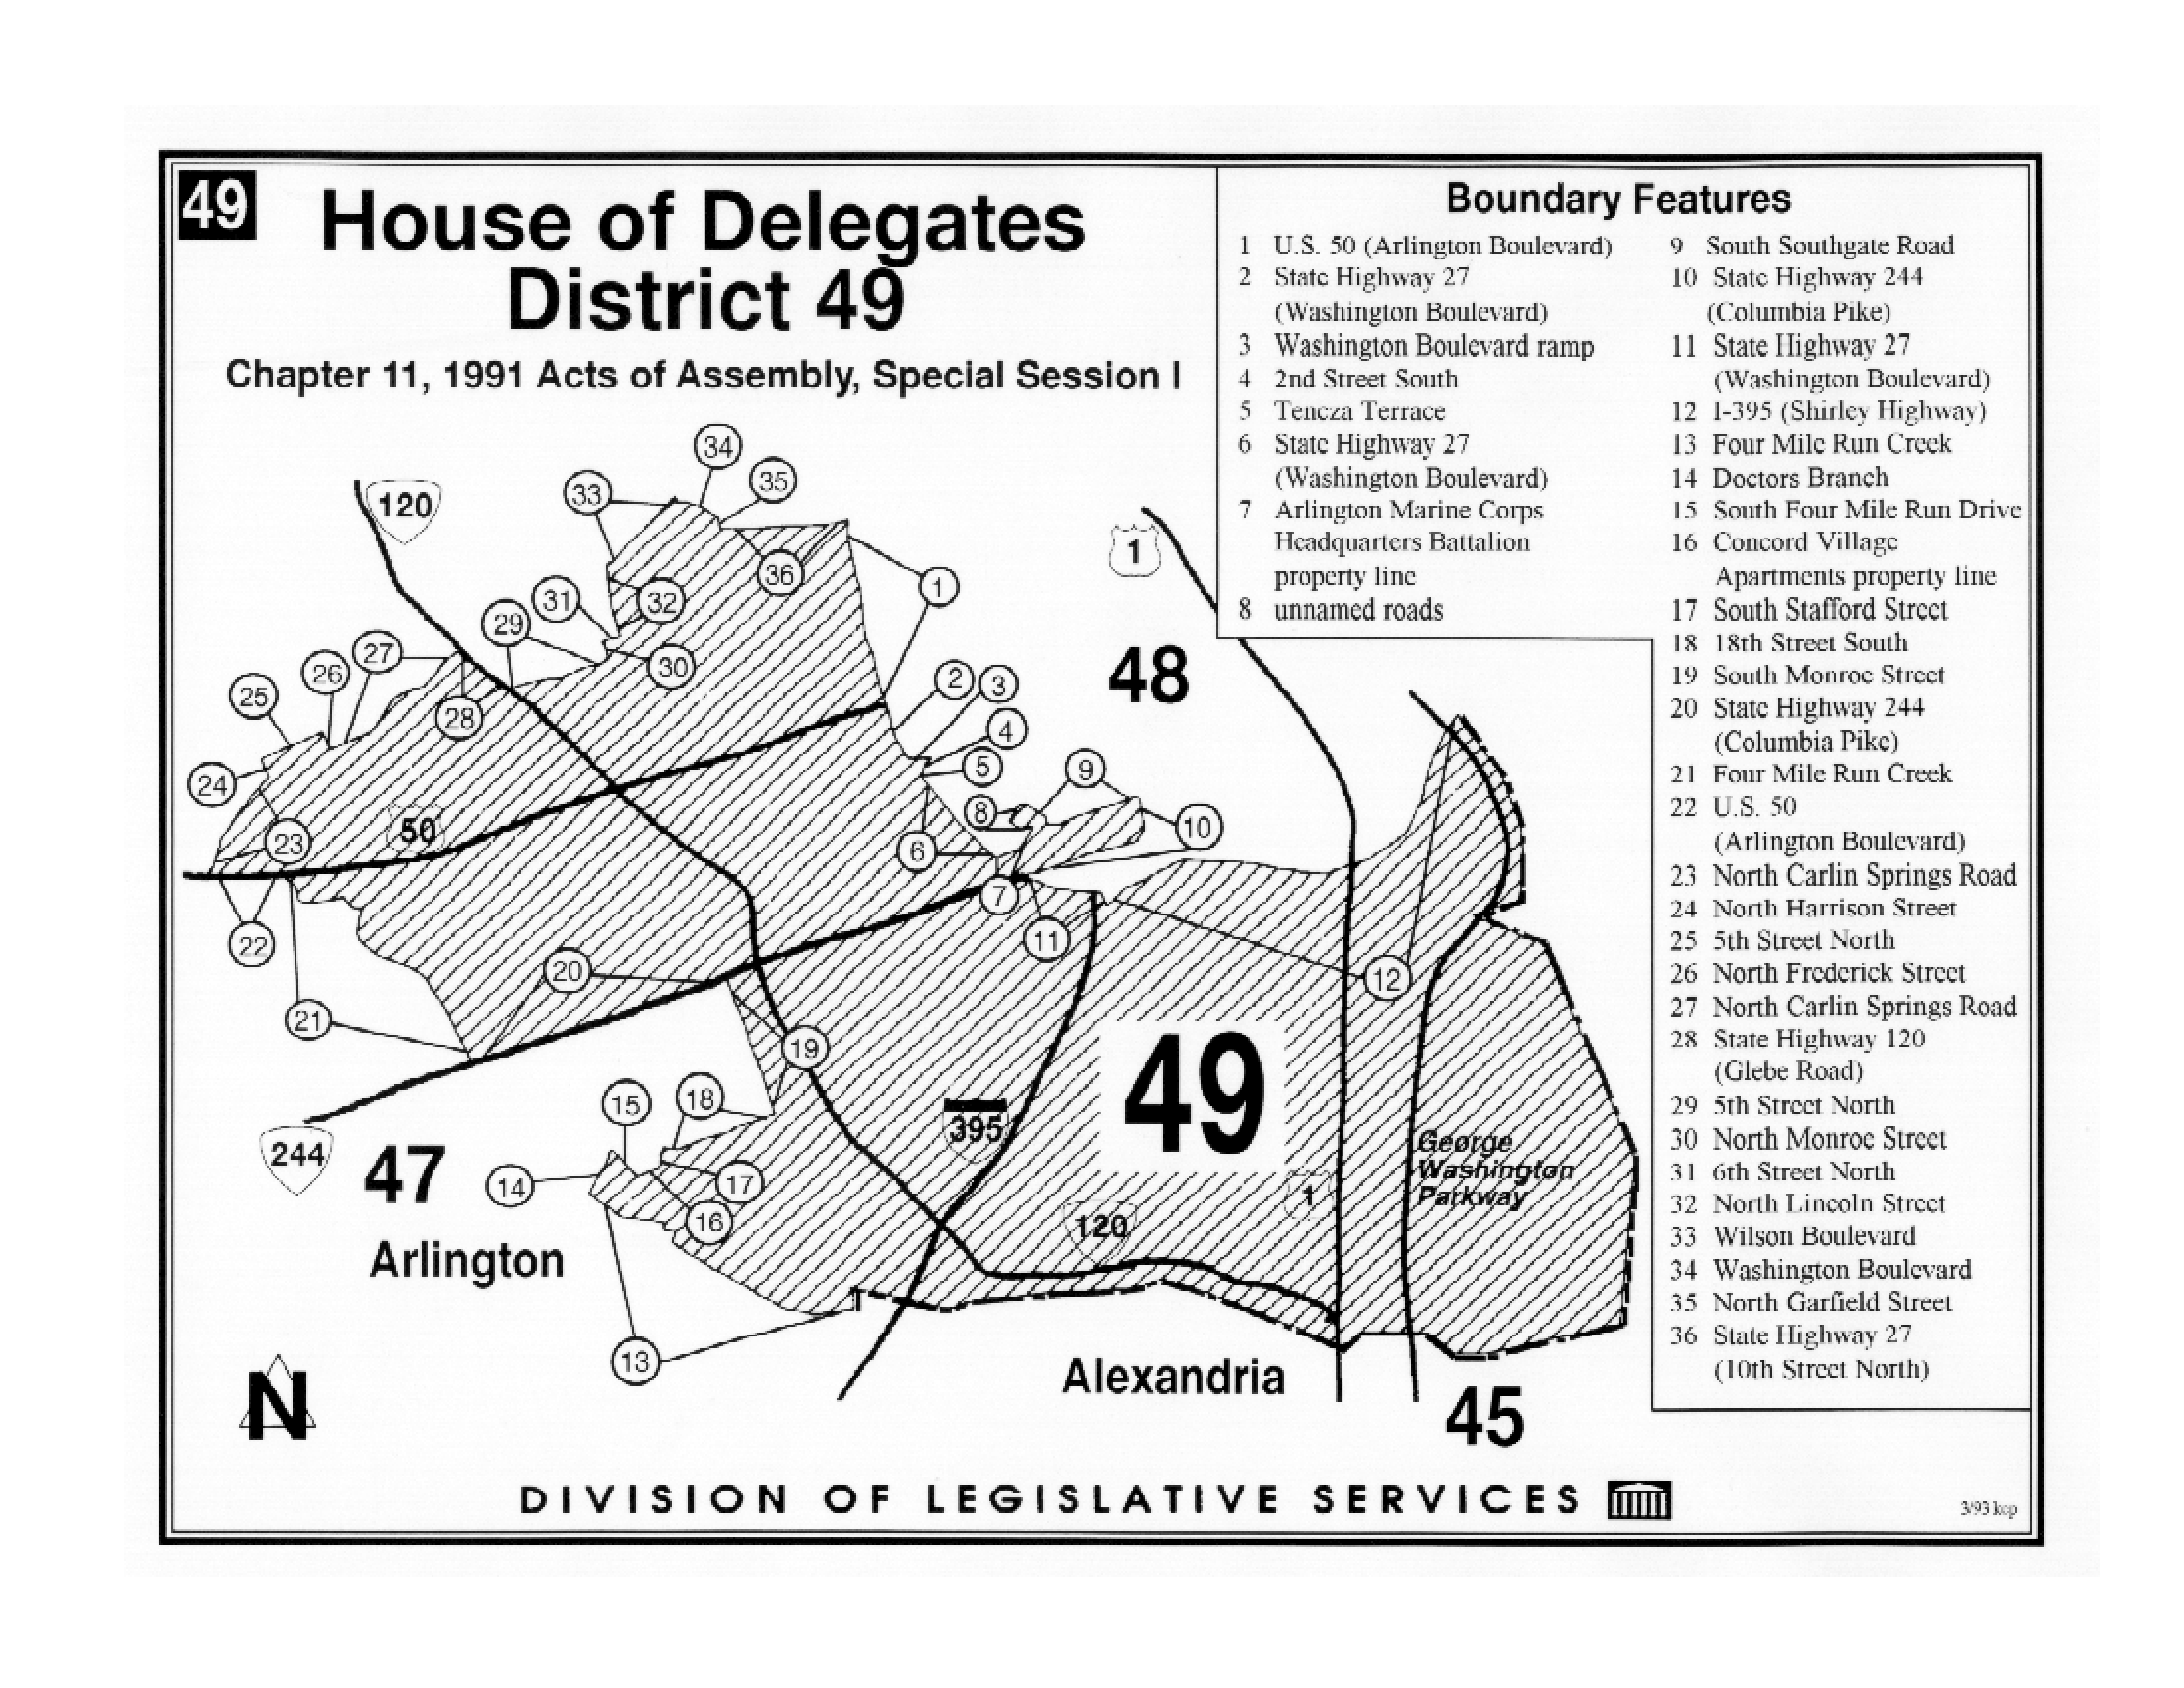 49
House of Delegates
District 49
Chapter 11, 1991 Acts of Assembly, Special Session I
Boundary Features
1 U.S. 50 (Arlington Boulevard)
2 State Highway 27
(Washington Boulevard)
3 Washington Boulevard ramp
4 2nd Street South
5 Tencza Terrace
6 State Highway 27
(Washington Boulevard)
7 Arlington Marine Corps
Headquarters Battalion
property line
8 unnamed roads
9 South Southgate Road
10 State Highway 244
(Columbia Pike)
11 State Highway 27
(Washington Boulevard)
12 I-395 (Shirley Highway)
13 Four Mile Run Creek
14 Doctors Branch
15 South Four Mile Run Drive
16 Concord Village
Apartments property line
17 South Stafford Street
18 18th Street South
19 South Monroe Street
20 State Highway 244
(Columbia Pike)
21 Four Mile Run Creek
22 U.S. 50
(Arlington Boulevard)
23 North Carlin Springs Road
24 North Harrison Street
25 5th Street North
26 North Frederick Street
27 North Carlin Springs Road
28 State Highway 120
(Glebe Road)
29 5th Street North
30 North Monroe Street
31 6th Street North
32 North Lincoln Street
33 Wilson Boulevard
34 Washington Boulevard
35 North Garfield Street
36 State Highway 27
(10th Street North)
34
33
35
120
1
36
1
31
32
29
48
27
30
26
2
3
25
28
4
5
9
24
8
10
50
23
6
7
22
11
20
12
21
19
49
18
15
395
George
Washington
Parkway
244
47
14
17
1
16
120
Arlington
13
Alexandria
N
45
DIVISION OF LEGISLATIVE SERVICES
3/93 kcp